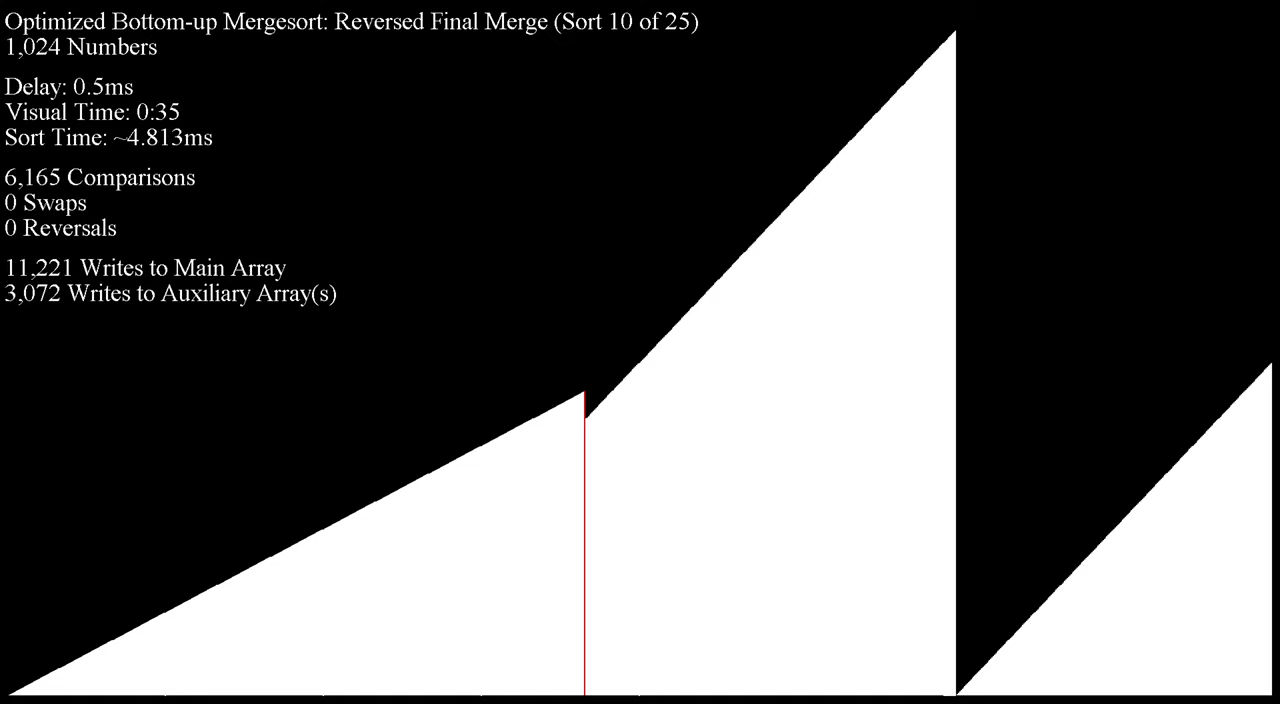 Optimized Bottom-up Mergesort: Reversed Final Merge (Sort 10 of 25)
1,024 Numbers
Delay: 0.5ms
Visual Time: 0:35
Sort Time: ~4.813ms
6,165 Comparisons
0 Swaps
0 Reversals
11,221 Writes to Main Array
3,072 Writes to Auxiliary Array(s)